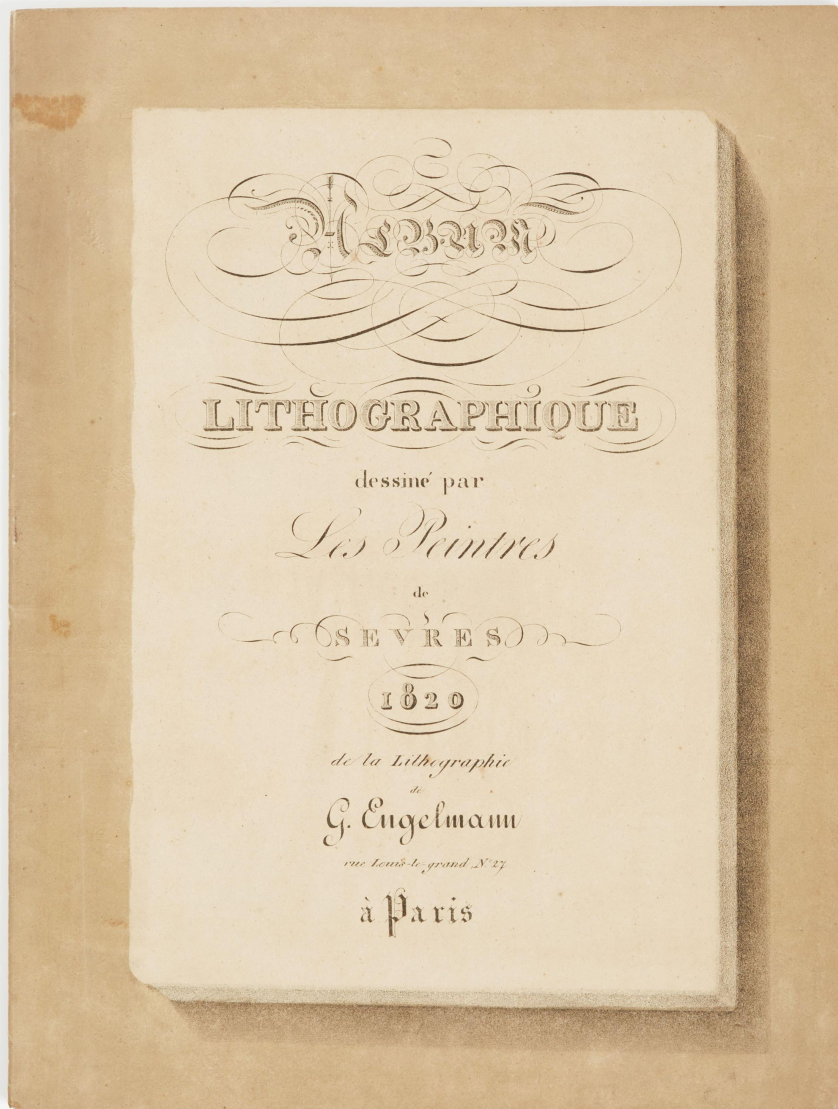 ALBUM
LITHOGRAPHIQUE
dessiné par
Les Peintres
de
SEVRES
1820
de la Lithographie
de
G. Engelmann
rue Louis-le-grand N° 27
à Paris